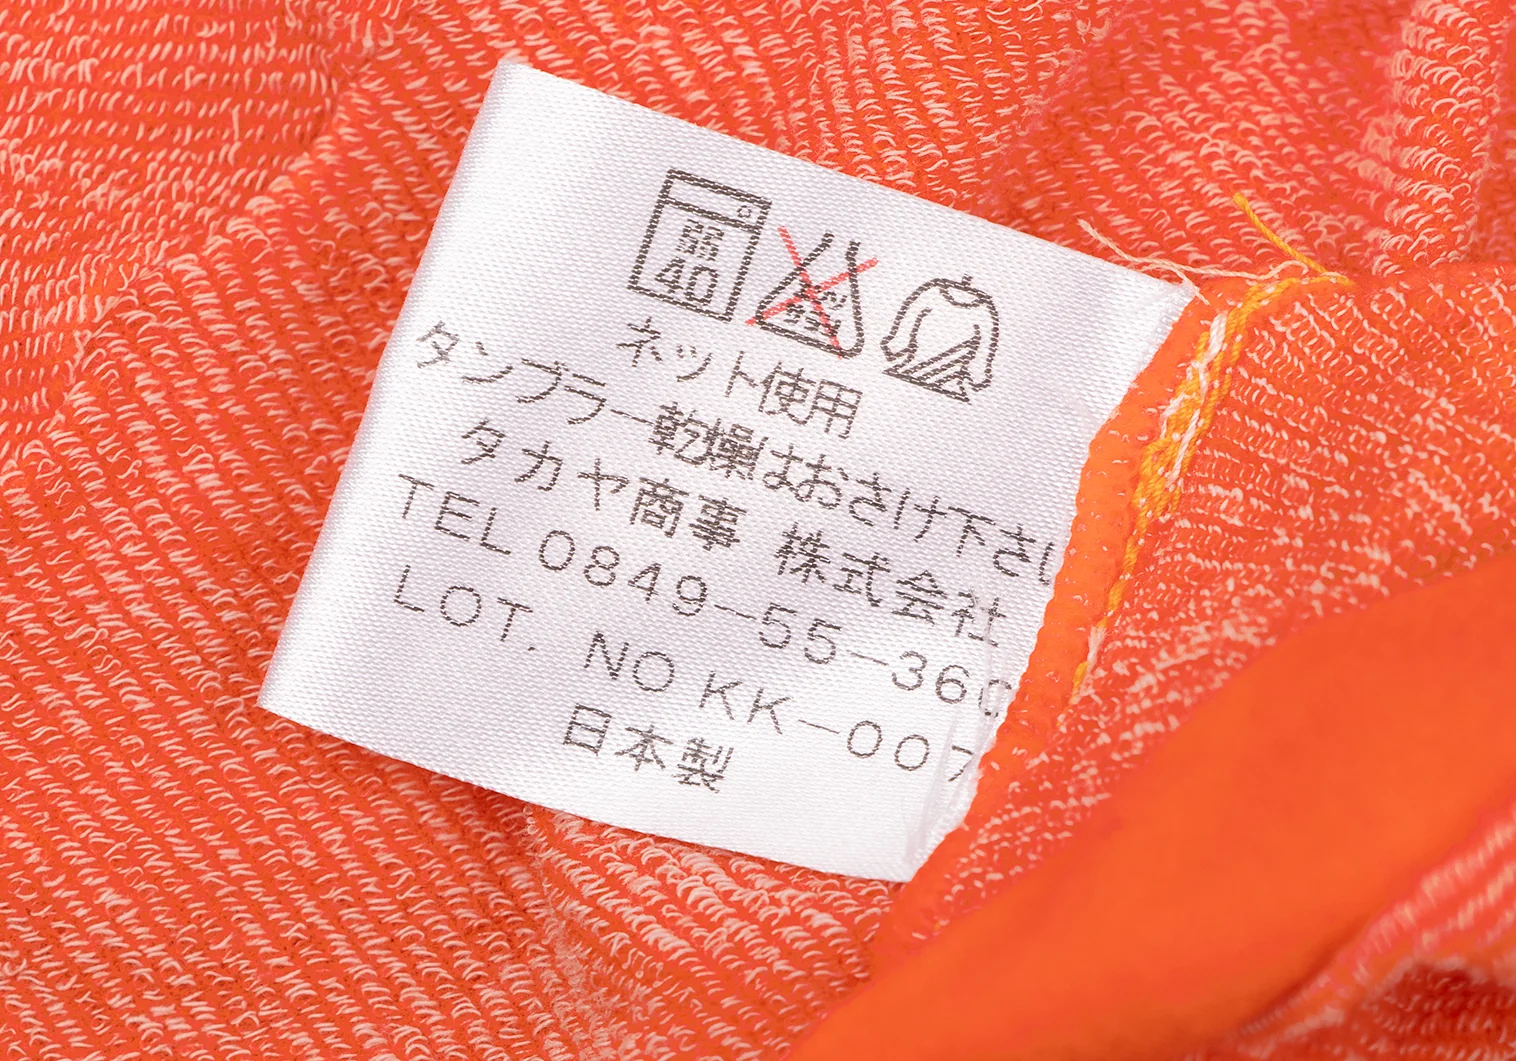 弱
40
ネット使用
タンブラー乾燥はおさけ下さい
タカヤ商事 株式会社
TEL 0849-55-360
LOT. NO KK-007
日本製